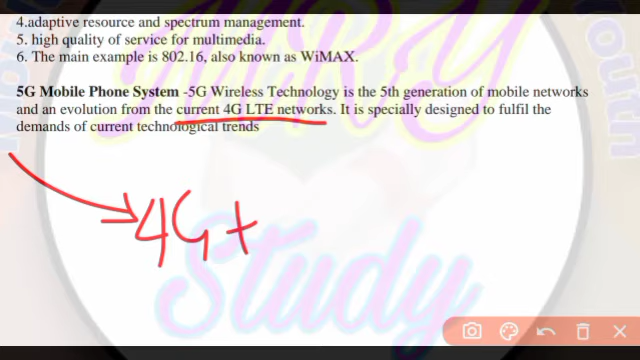 4.adaptive resource and spectrum management.
5. high quality of service for multimedia.
6. The main example is 802.16, also known as WiMAX.
5G Mobile Phone System -5G Wireless Technology is the 5th generation of mobile networks
and an evolution from the current 4G LTE networks. It is specially designed to fulfil the
demands of current technological trends
4G+
MRY
Study
Youth